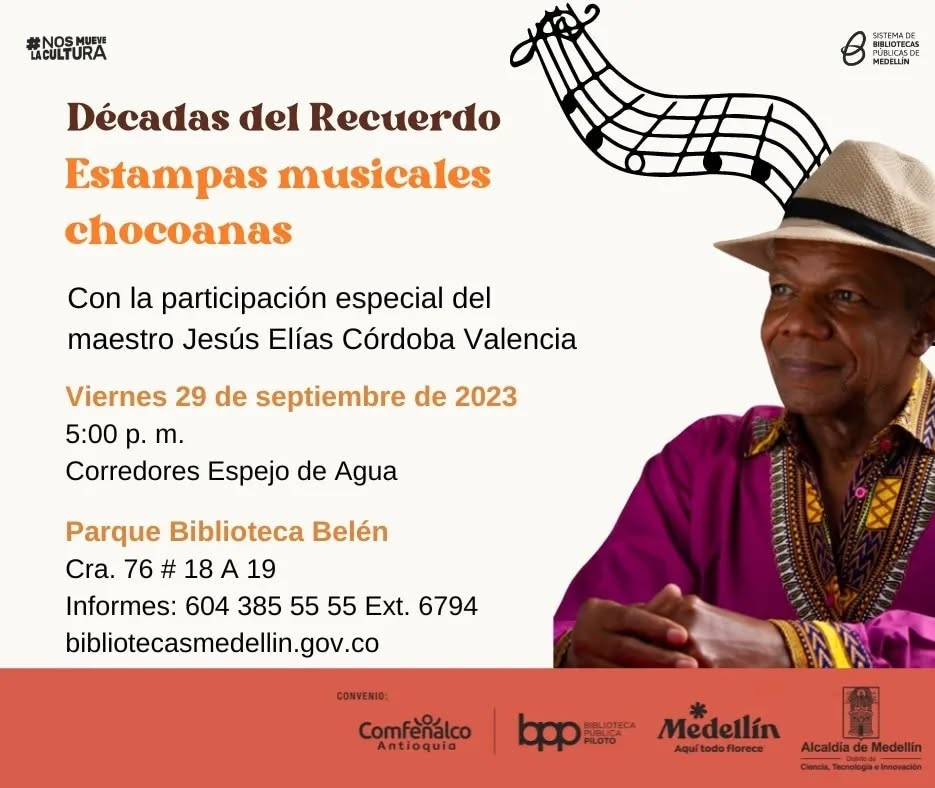 #NOS MUEVE
LA CULTURA
SISTEMA DE
BIBLIOTECAS
PÚBLICAS DE
MEDELLÍN
Décadas del Recuerdo
Estampas musicales
chocoanas
Con la participación especial del
maestro Jesús Elías Córdoba Valencia
Viernes 29 de septiembre de 2023
5:00 p. m.
Corredores Espejo de Agua
Parque Biblioteca Belén
Cra. 76 # 18 A 19
Informes: 604 385 55 55 Ext. 6794
bibliotecasmedellin.gov.co
CONVENIO:
Comfenalco
Antioquia
bpp BIBLIOTECA
PÚBLICA
PILOTO
Medellín
Aquí todo florece
Alcaldía de Medellín
Distrito de
Ciencia, Tecnología e Innovación